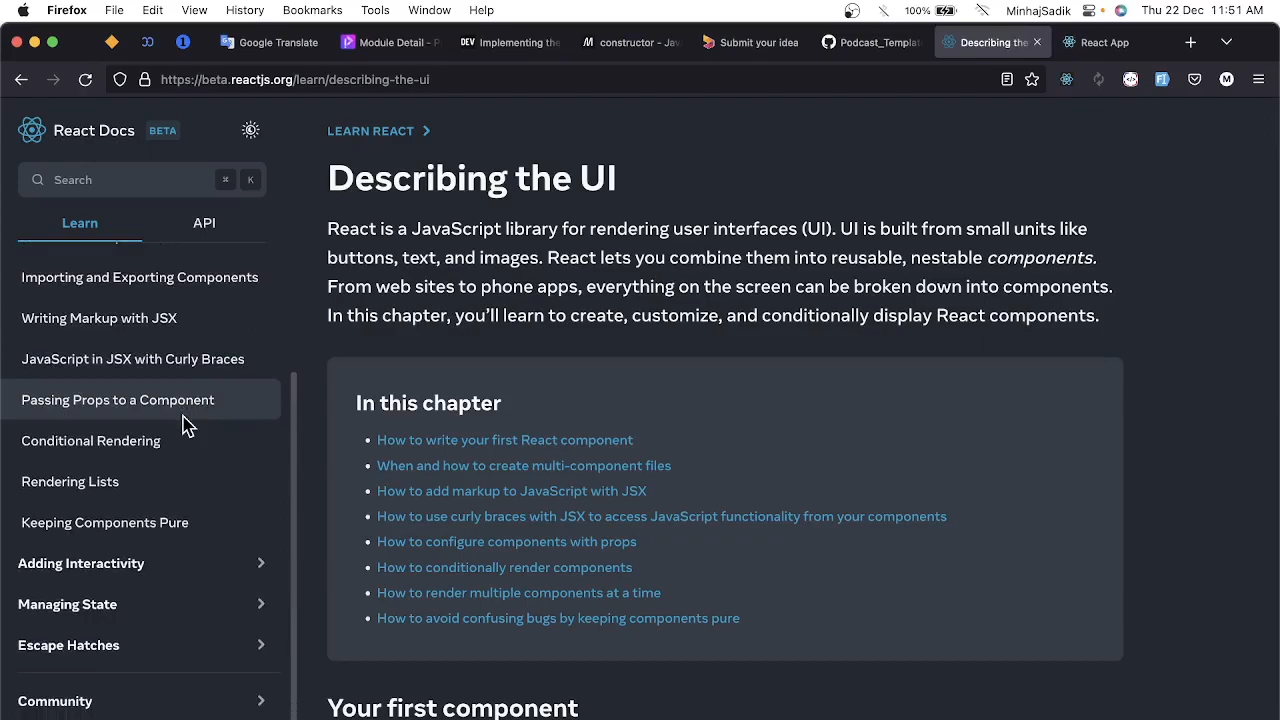 Firefox File Edit View History Bookmarks Tools Window Help 100% MinhajSadik Thu 22 Dec 11:51 AM
Google Translate Module Detail - P DEV Implementing the constructor - Jav Submit your idea Podcast_Templat Describing the React App
https://beta.reactjs.org/learn/describing-the-ui
React Docs BETA
Search ⌘ K
Learn API
Importing and Exporting Components
Writing Markup with JSX
JavaScript in JSX with Curly Braces
Passing Props to a Component
Conditional Rendering
Rendering Lists
Keeping Components Pure
Adding Interactivity
Managing State
Escape Hatches
Community
LEARN REACT
Describing the UI
React is a JavaScript library for rendering user interfaces (UI). UI is built from small units like
buttons, text, and images. React lets you combine them into reusable, nestable components.
From web sites to phone apps, everything on the screen can be broken down into components.
In this chapter, you’ll learn to create, customize, and conditionally display React components.
In this chapter
• How to write your first React component
• When and how to create multi-component files
• How to add markup to JavaScript with JSX
• How to use curly braces with JSX to access JavaScript functionality from your components
• How to configure components with props
• How to conditionally render components
• How to render multiple components at a time
• How to avoid confusing bugs by keeping components pure
Your first component